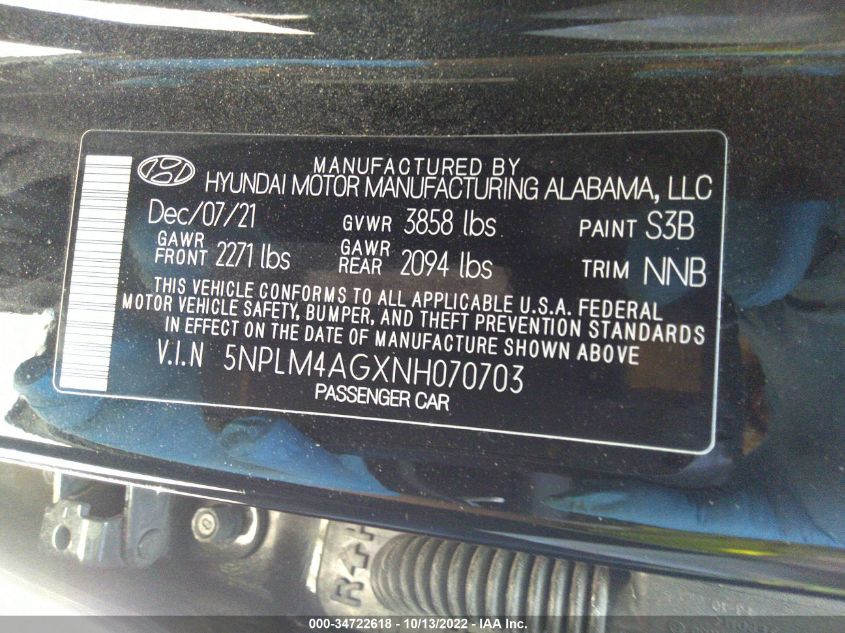 MANUFACTURED BY
HYUNDAI MOTOR MANUFACTURING ALABAMA, LLC
Dec/07/21 GVWR 3858 lbs PAINT S3B
GAWR FRONT 2271 lbs GAWR REAR 2094 lbs TRIM NNB
THIS VEHICLE CONFORMS TO ALL APPLICABLE U.S.A. FEDERAL
MOTOR VEHICLE SAFETY, BUMPER, AND THEFT PREVENTION STANDARDS
IN EFFECT ON THE DATE OF MANUFACTURE SHOWN ABOVE
V.I.N 5NPLM4AGXNH070703
PASSENGER CAR
000-34722618 - 10/13/2022 - IAA Inc.